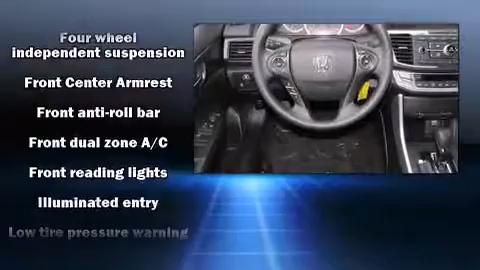 Four wheel
independent suspension
Front Center Armrest
Front anti-roll bar
Front dual zone A/C
Front reading lights
Illuminated entry
Low tire pressure warning